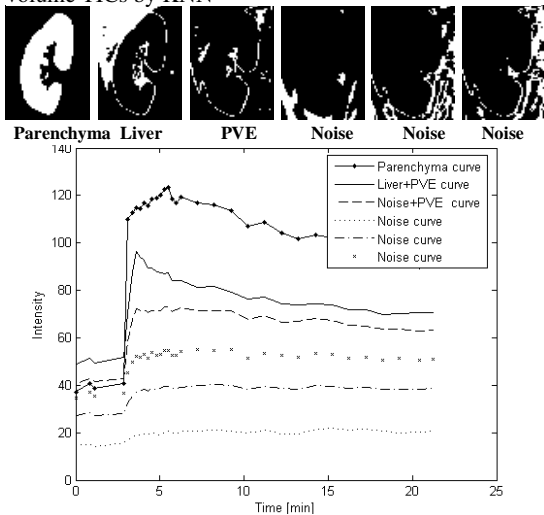 volume TICs by KNN
Parenchyma Liver PVE Noise Noise Noise
140
120
100
80
60
40
20
0
Intensity
Parenchyma curve
Liver+PVE curve
Noise+PVE curve
Noise curve
Noise curve
Noise curve
0 5 10 15 20 25
Time [min]